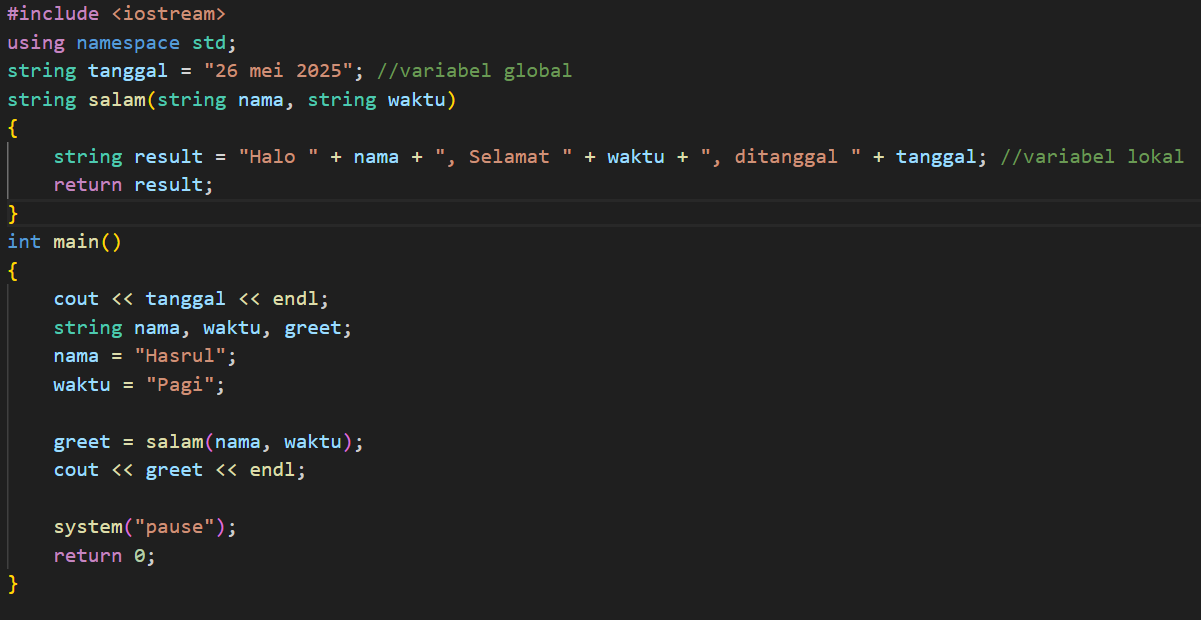 #include <iostream>
using namespace std;
string tanggal = "26 mei 2025"; //variabel global
string salam(string nama, string waktu)
{
    string result = "Halo " + nama + ", Selamat " + waktu + ", ditanggal " + tanggal; //variabel lokal
    return result;
}
int main()
{
    cout << tanggal << endl;
    string nama, waktu, greet;
    nama = "Hasrul";
    waktu = "Pagi";

    greet = salam(nama, waktu);
    cout << greet << endl;

    system("pause");
    return 0;
}